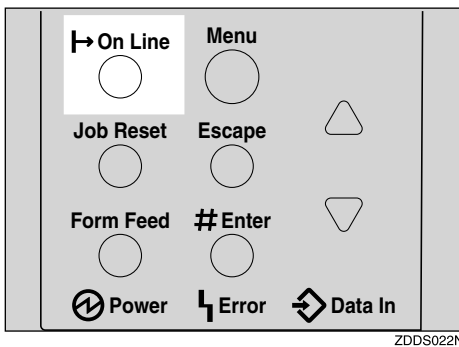 On Line Menu
Job Reset Escape
Form Feed # Enter
Power Error Data In
ZDDS022N